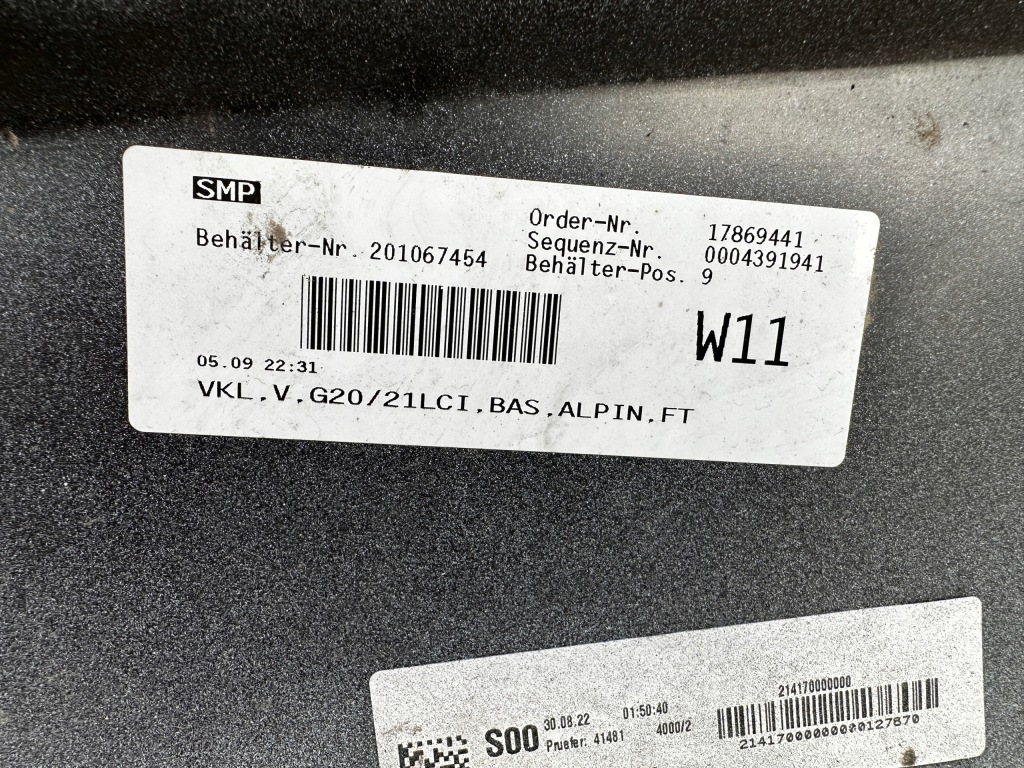 SMP
Order-Nr. 17869441
Sequenz-Nr. 0004391941
Behälter-Nr. 201067454
Behälter-Pos. 9
W11
05.09 22:31
VKL,V,G20/21LCI,BAS,ALPIN,FT
214170000000
S00 30.08.22 01:50:40
Pruefer: 41481 4000/2
21417000000000127870